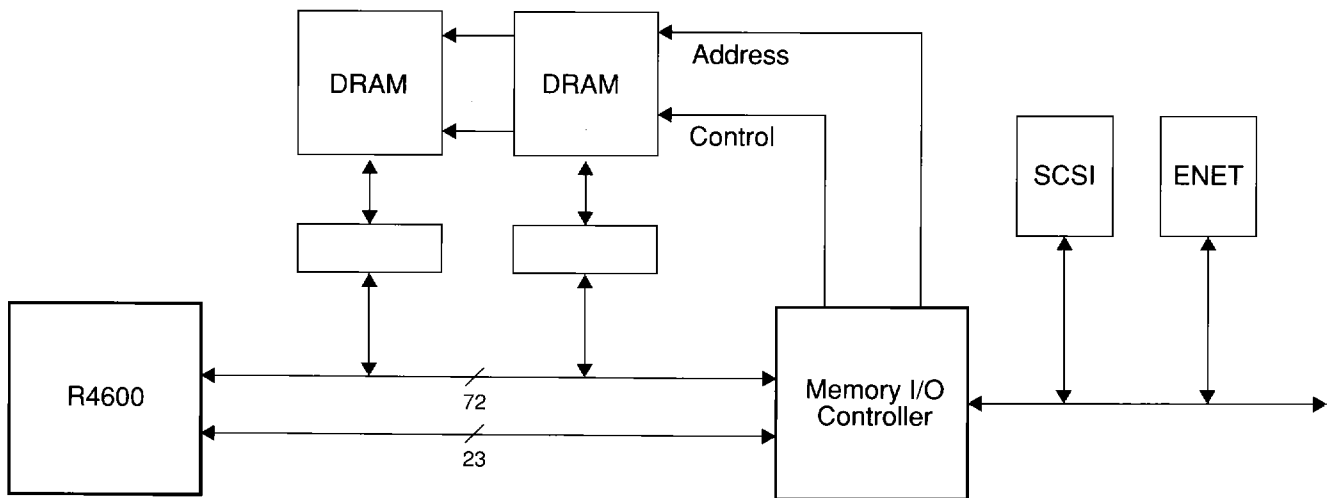 DRAM
DRAM
Address
Control
SCSI
ENET
R4600
72
23
Memory I/O
Controller